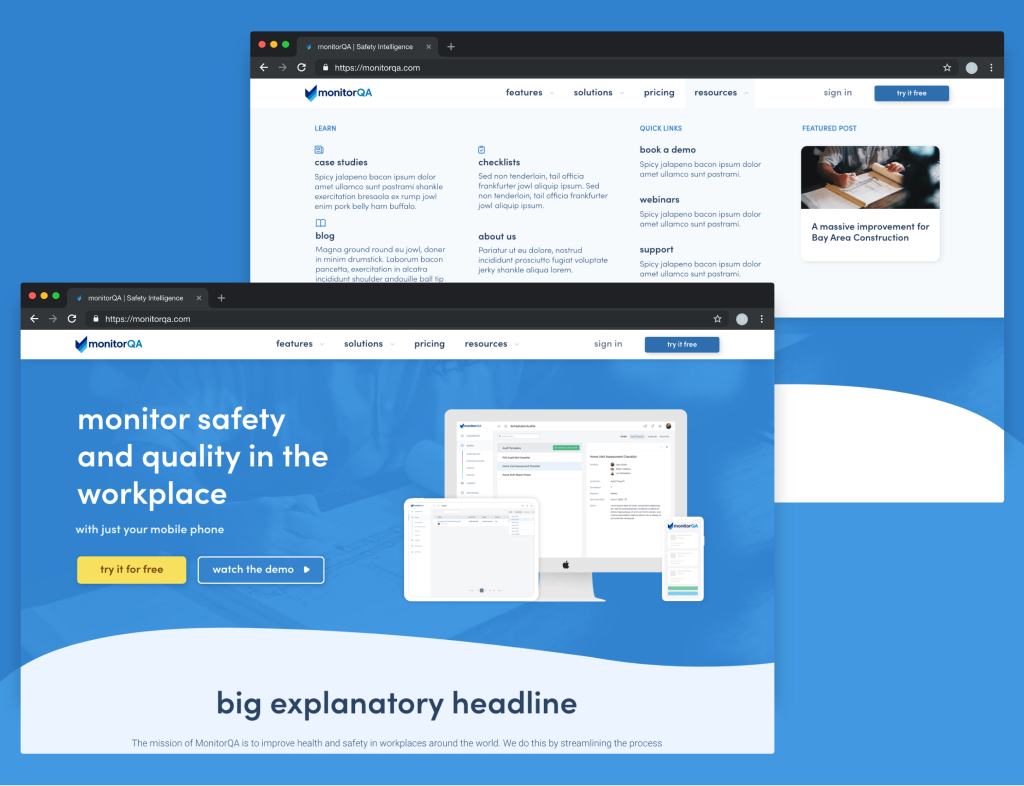 monitorQA | Safety Intelligence
https://monitorqa.com
monitorQA
features
solutions
pricing
resources
sign in
try it free
LEARN
case studies
Spicy jalapeno bacon ipsum dolor
amet ullamco sunt pastrami shankle
exercitation bresaola ex rump jowl
enim pork belly ham buffalo.
blog
Magna ground round eu jowl, doner
in minim drumstick. Laborum bacon
pancetta, exercitation in alcatra
incididunt shoulder andouille ball tip
checklists
Sed non tenderloin, tail officia
frankfurter jowl aliquip ipsum. Sed
non tenderloin, tail officia frankfurter
jowl aliquip ipsum.
about us
Pariatur ut eu dolore, nostrud
incididunt prosciutto fugiat voluptate
jerky shankle aliqua lorem.
QUICK LINKS
book a demo
Spicy jalapeno bacon ipsum dolor
amet ullamco sunt pastrami.
webinars
Spicy jalapeno bacon ipsum dolor
amet ullamco sunt pastrami.
support
Spicy jalapeno bacon ipsum dolor
amet ullamco sunt pastrami.
FEATURED POST
A massive improvement for
Bay Area Construction
monitorQA | Safety Intelligence
https://monitorqa.com
monitorQA
features
solutions
pricing
resources
sign in
try it free
monitor safety
and quality in the
workplace
with just your mobile phone
try it for free
watch the demo
monitorQA
Scheduled Audits
Home Visit Assessment Checklist
monitorQA
big explanatory headline
The mission of MonitorQA is to improve health and safety in workplaces around the world. We do this by streamlining the process